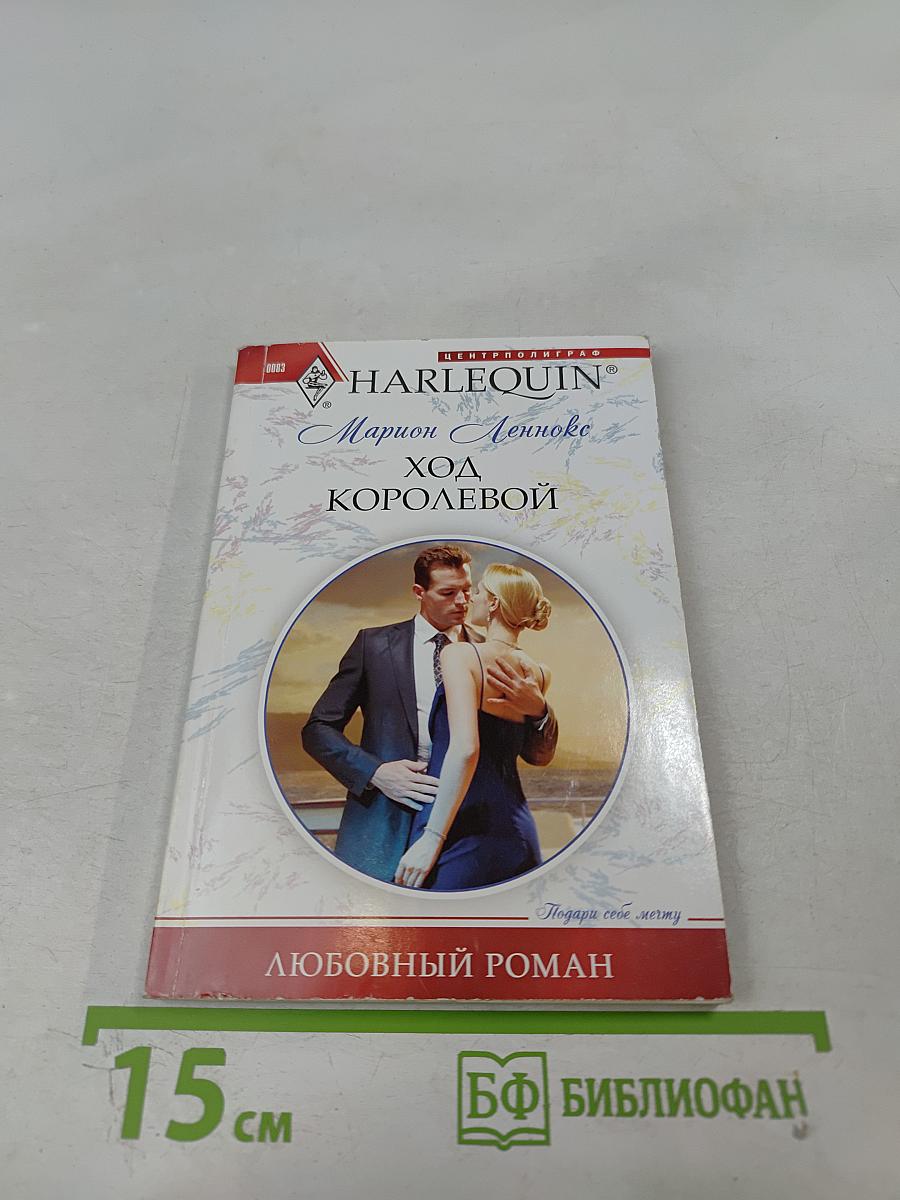 ЦЕНТРПОЛИГРАФ
0083
HARLEQUIN®
®
Марион Леннокс
ХОД
КОРОЛЕВОЙ
Подари себе мечту
ЛЮБОВНЫЙ РОМАН
15 см
БФ БИБЛИОФАН